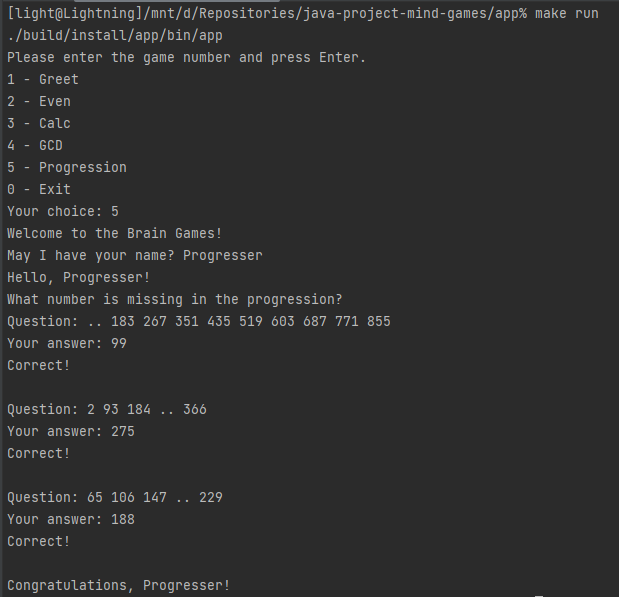 [light@Lightning]/mnt/d/Repositories/java-project-mind-games/app% make run
./build/install/app/bin/app
Please enter the game number and press Enter.
1 - Greet
2 - Even
3 - Calc
4 - GCD
5 - Progression
0 - Exit
Your choice: 5
Welcome to the Brain Games!
May I have your name? Progresser
Hello, Progresser!
What number is missing in the progression?
Question: .. 183 267 351 435 519 603 687 771 855
Your answer: 99
Correct!

Question: 2 93 184 .. 366
Your answer: 275
Correct!

Question: 65 106 147 .. 229
Your answer: 188
Correct!

Congratulations, Progresser!